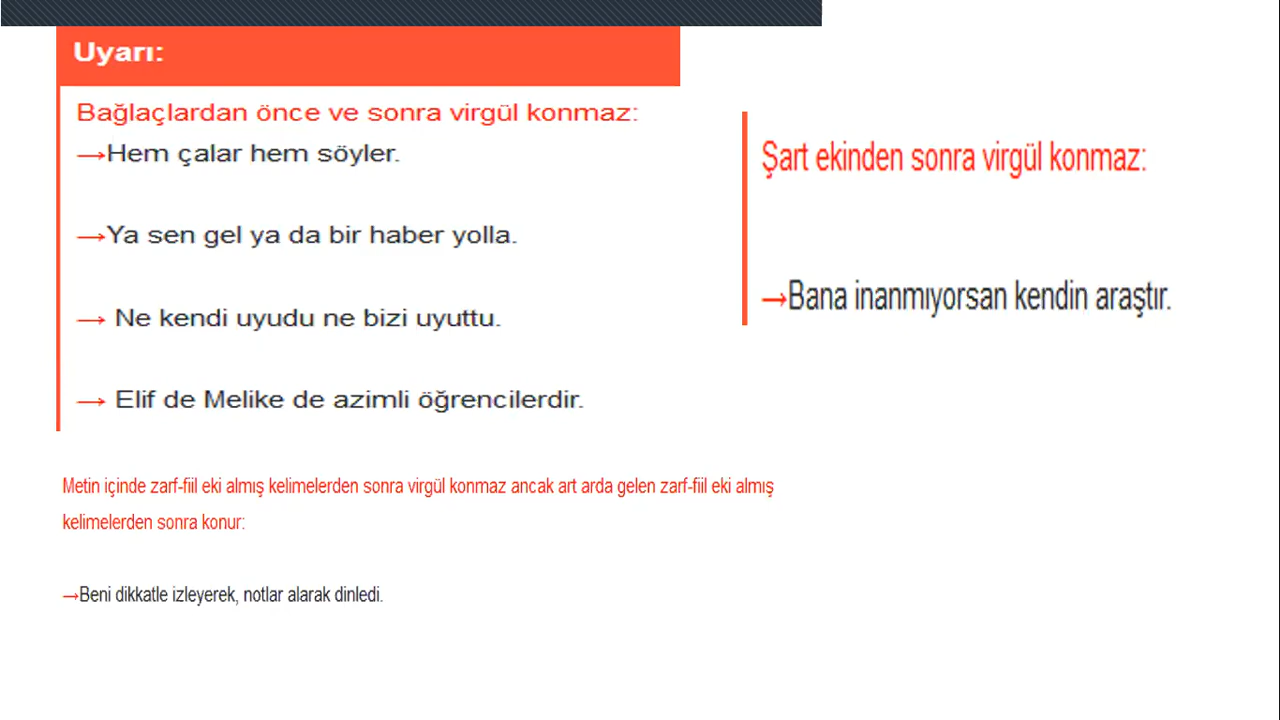 Uyarı:
Bağlaçlardan önce ve sonra virgül konmaz:
→Hem çalar hem söyler.
→Ya sen gel ya da bir haber yolla.
→ Ne kendi uyudu ne bizi uyuttu.
→ Elif de Melike de azimli öğrencilerdir.
Şart ekinden sonra virgül konmaz:
→Bana inanmıyorsan kendin araştır.
Metin içinde zarf-fiil eki almış kelimelerden sonra virgül konmaz ancak art arda gelen zarf-fiil eki almış
kelimelerden sonra konur:
→Beni dikkatle izleyerek, notlar alarak dinledi.